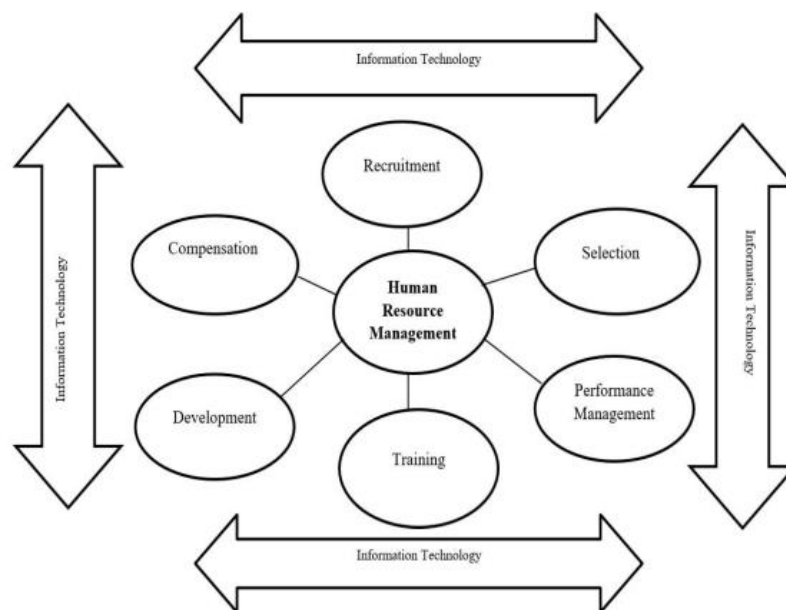 Information Technology
Recruitment
Compensation
Selection
Human
Resource
Management
Information Technology
Information Technology
Development
Performance
Management
Training
Information Technology